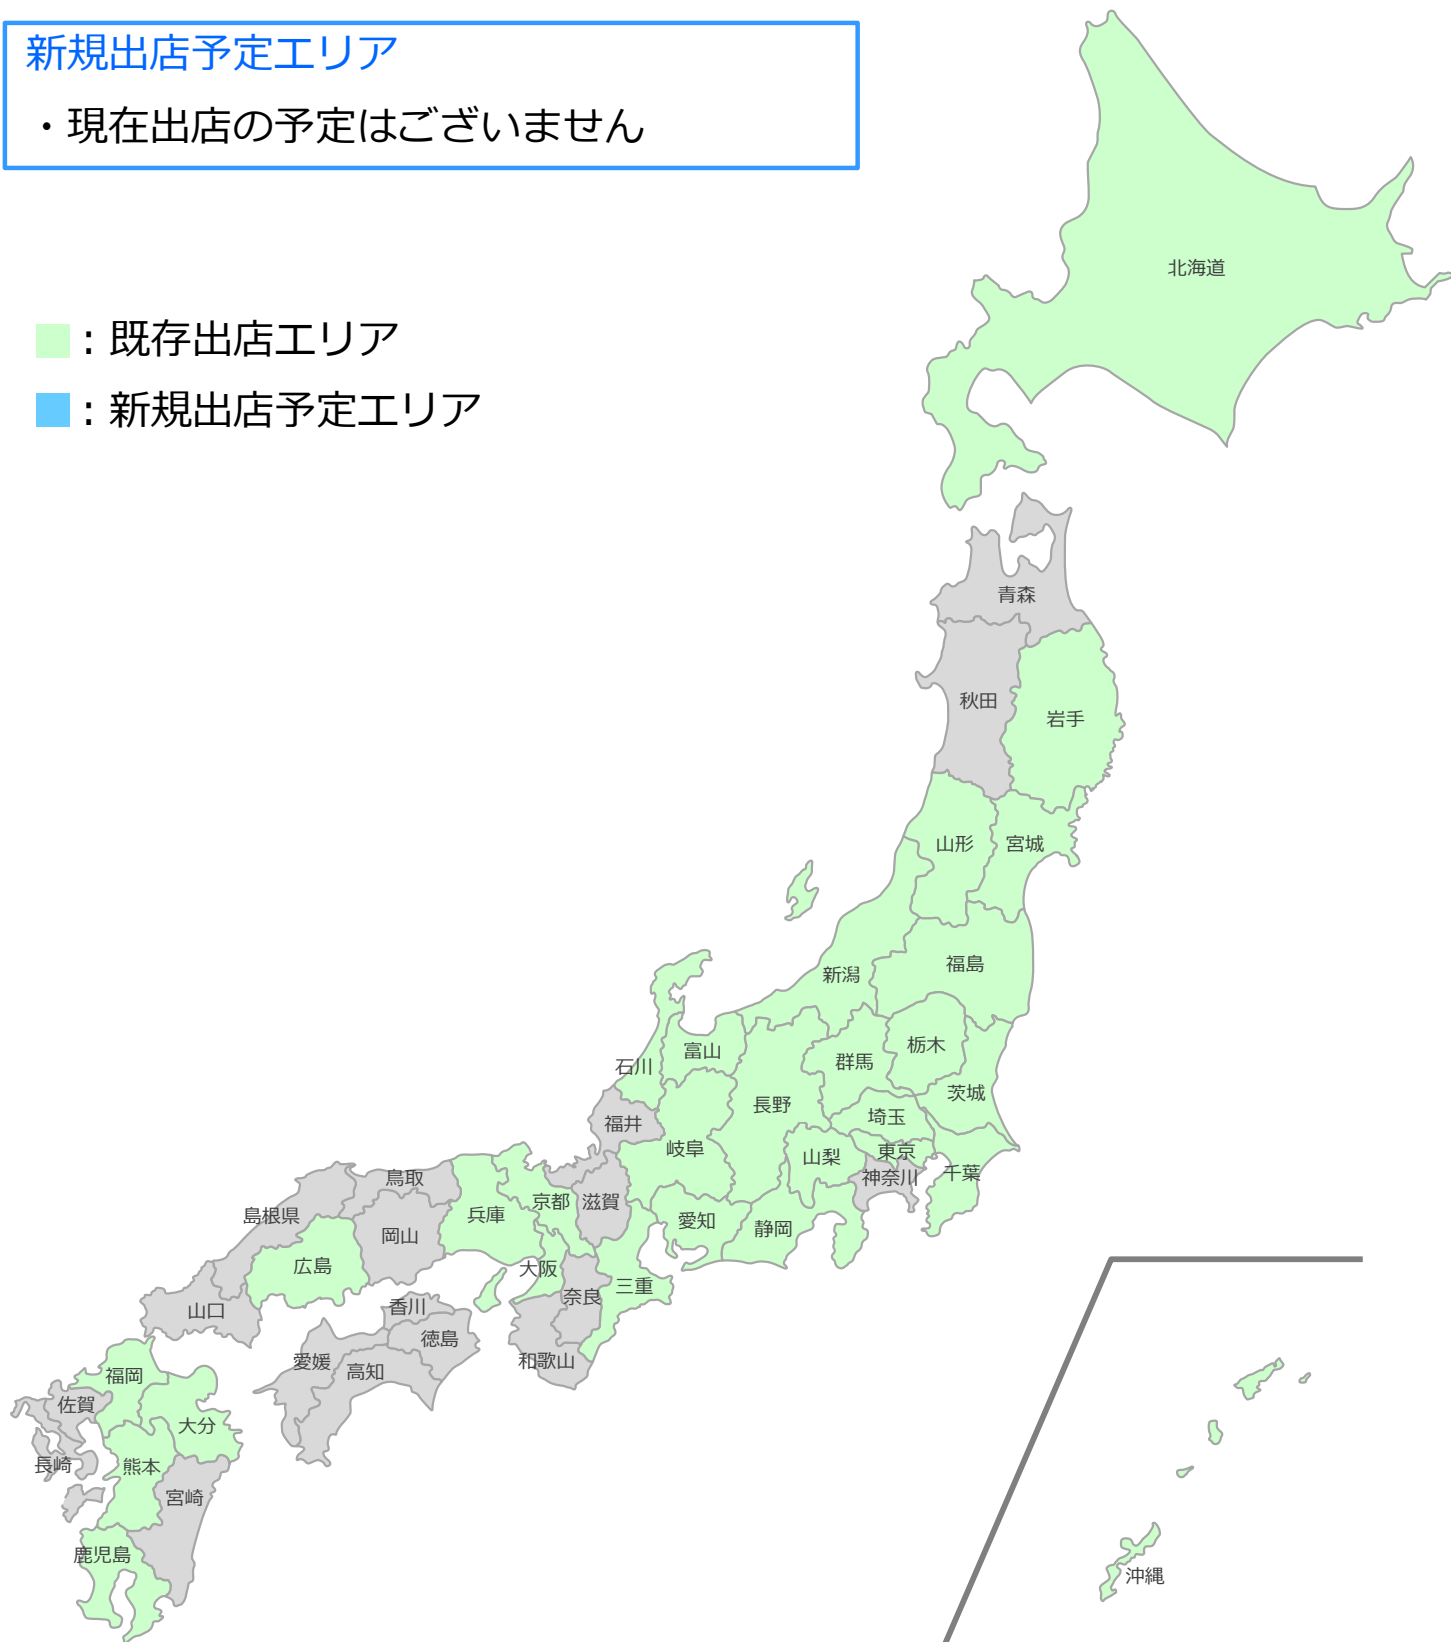 新規出店予定エリア
・現在出店の予定はございません
：既存出店エリア
：新規出店予定エリア
北海道
青森
秋田
岩手
山形
宮城
新潟
福島
石川
富山
群馬
栃木
長野
茨城
福井
岐阜
埼玉
山梨
東京
神奈川
千葉
鳥取
島根県
岡山
兵庫
京都
滋賀
愛知
静岡
広島
大阪
奈良
三重
山口
香川
徳島
愛媛
高知
和歌山
福岡
佐賀
大分
長崎
熊本
宮崎
鹿児島
沖縄